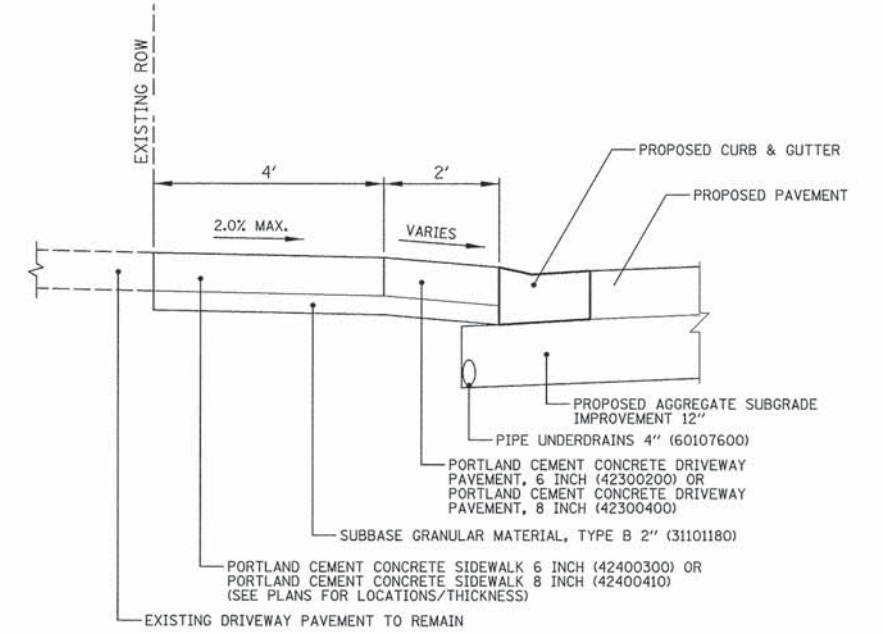 EXISTING ROW
4'
2'
2.0% MAX.
VARIES
PROPOSED CURB & GUTTER
PROPOSED PAVEMENT
PROPOSED AGGREGATE SUBGRADE
IMPROVEMENT 12"
PIPE UNDERDRAINS 4" (60107600)
PORTLAND CEMENT CONCRETE DRIVEWAY
PAVEMENT, 6 INCH (42300200) OR
PORTLAND CEMENT CONCRETE DRIVEWAY
PAVEMENT, 8 INCH (42300400)
SUBBASE GRANULAR MATERIAL, TYPE B 2" (31101180)
PORTLAND CEMENT CONCRETE SIDEWALK 6 INCH (42400300) OR
PORTLAND CEMENT CONCRETE SIDEWALK 8 INCH (42400410)
(SEE PLANS FOR LOCATIONS/THICKNESS)
EXISTING DRIVEWAY PAVEMENT TO REMAIN